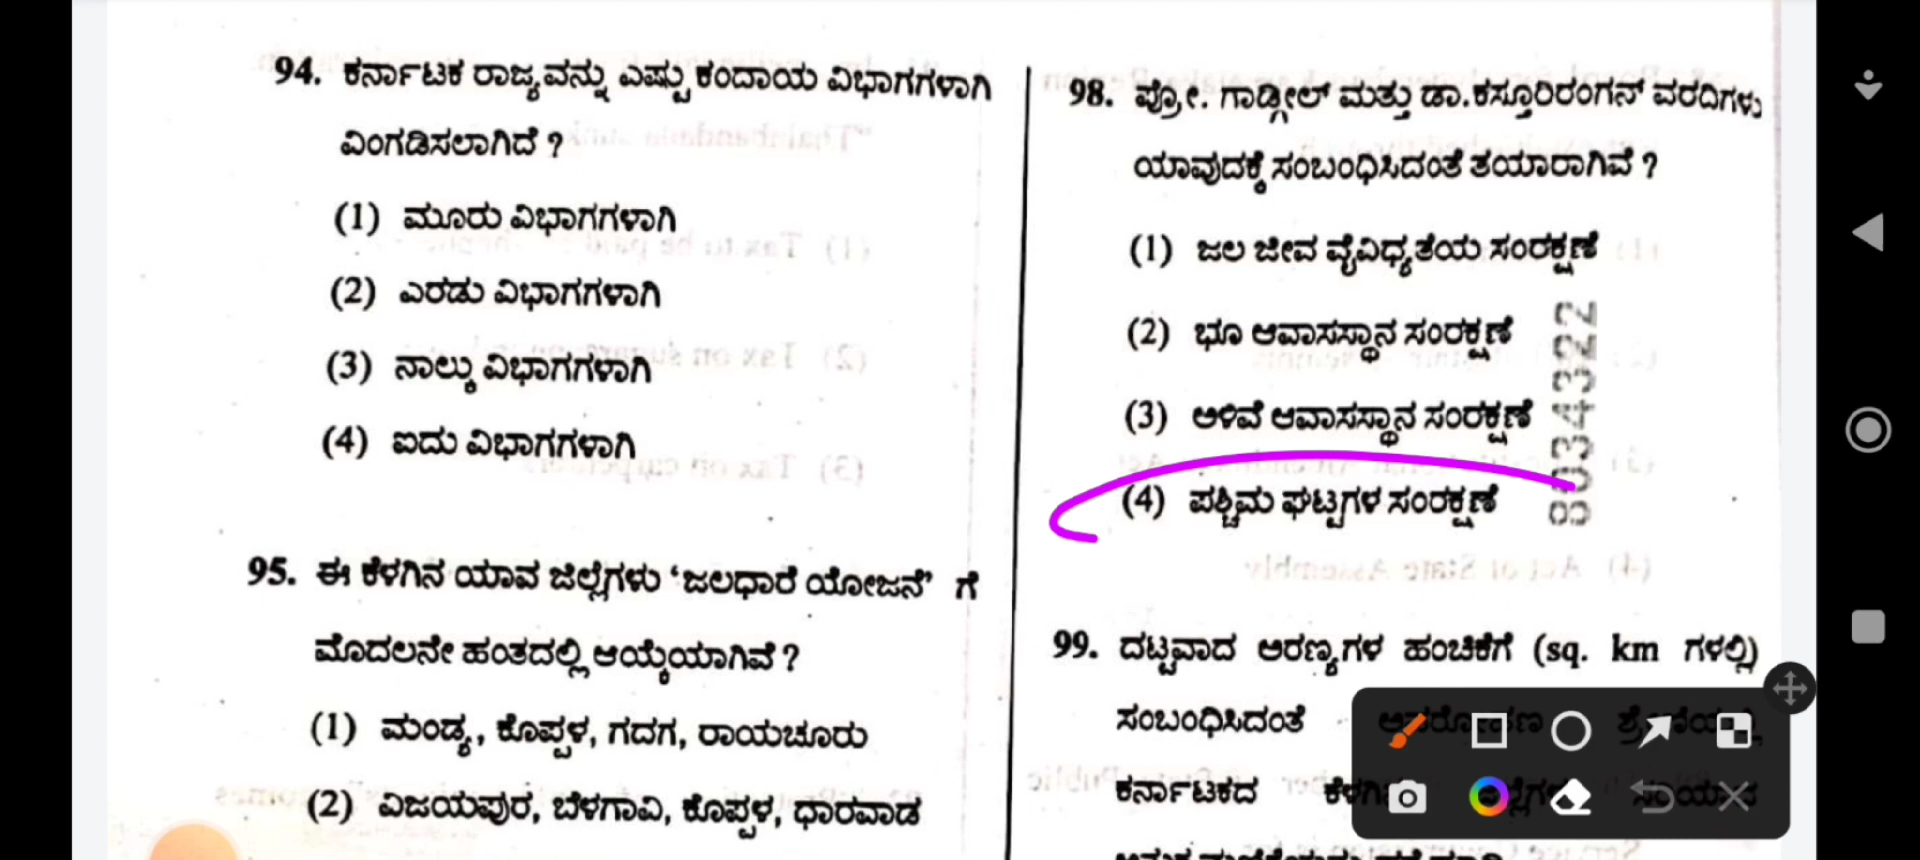 94. ಕರ್ನಾಟಕ ರಾಜ್ಯವನ್ನು ಎಷ್ಟು ಕಂದಾಯ ವಿಭಾಗಗಳಾಗಿ
ವಿಂಗಡಿಸಲಾಗಿದೆ ?
(1) ಮೂರು ವಿಭಾಗಗಳಾಗಿ
(2) ಎರಡು ವಿಭಾಗಗಳಾಗಿ
(3) ನಾಲ್ಕು ವಿಭಾಗಗಳಾಗಿ
(4) ಐದು ವಿಭಾಗಗಳಾಗಿ
95. ಈ ಕೆಳಗಿನ ಯಾವ ಜಿಲ್ಲೆಗಳು ‘ಜಲಧಾರೆ ಯೋಜನೆ’ ಗೆ
ಮೊದಲನೇ ಹಂತದಲ್ಲಿ ಆಯ್ಕೆಯಾಗಿವೆ ?
(1) ಮಂಡ್ಯ, ಕೊಪ್ಪಳ, ಗದಗ, ರಾಯಚೂರು
(2) ವಿಜಯಪುರ, ಬೆಳಗಾವಿ, ಕೊಪ್ಪಳ, ಧಾರವಾಡ
98. ಪ್ರೋ. ಗಾಡ್ಗೀಲ್ ಮತ್ತು ಡಾ.ಕಸ್ತೂರಿರಂಗನ್ ವರದಿಗಳು
ಯಾವುದಕ್ಕೆ ಸಂಬಂಧಿಸಿದಂತೆ ತಯಾರಾಗಿವೆ ?
(1) ಜಲ ಜೀವ ವೈವಿಧ್ಯತೆಯ ಸಂರಕ್ಷಣೆ
(2) ಭೂ ಆವಾಸಸ್ಥಾನ ಸಂರಕ್ಷಣೆ
(3) ಅಳಿವೆ ಆವಾಸಸ್ಥಾನ ಸಂರಕ್ಷಣೆ
(4) ಪಶ್ಚಿಮ ಘಟ್ಟಗಳ ಸಂರಕ್ಷಣೆ
8034322
99. ದಟ್ಟವಾದ ಅರಣ್ಯಗಳ ಹಂಚಿಕೆಗೆ (sq. km ಗಳಲ್ಲಿ)
ಸಂಬಂಧಿಸಿದಂತೆ
ಕರ್ನಾಟಕದ